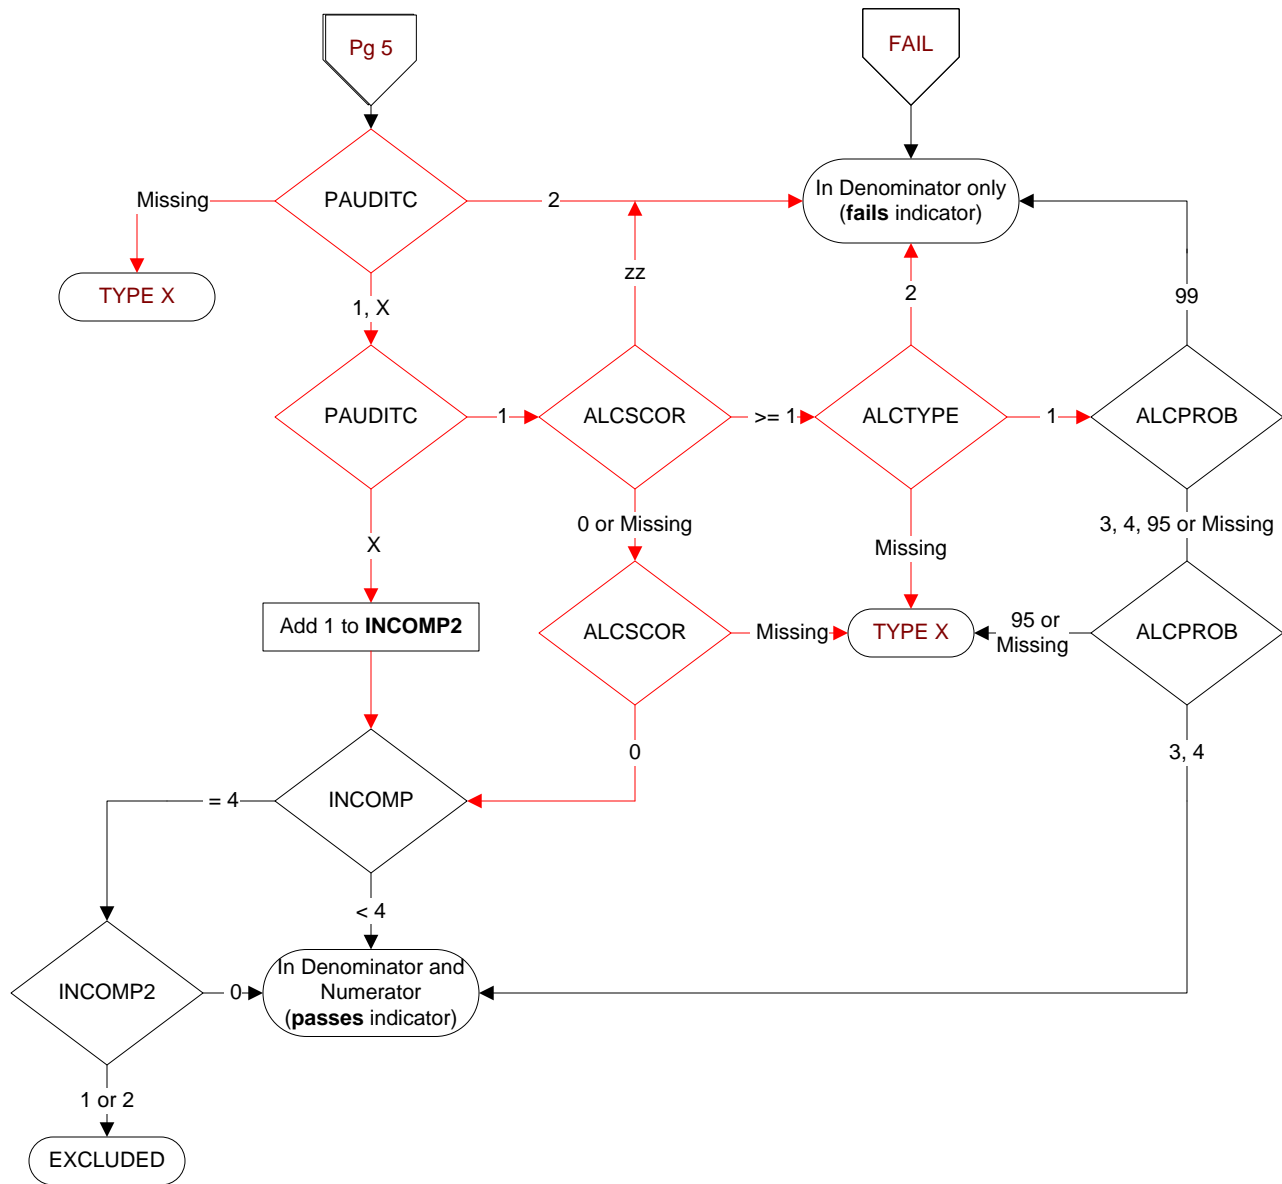 Pg 5
FAIL
PAUDITC
Missing
2
In Denominator only
(fails indicator)
TYPE X
zz
2
99
1, X
PAUDITC
1
ALCSCOR
>= 1
ALCTYPE
1
ALCPROB
X
0 or Missing
Missing
3, 4, 95 or Missing
Add 1 to INCOMP2
ALCSCOR
Missing
TYPE X
95 or
Missing
ALCPROB
0
3, 4
= 4
INCOMP
< 4
INCOMP2
0
In Denominator and
Numerator
(passes indicator)
1 or 2
EXCLUDED